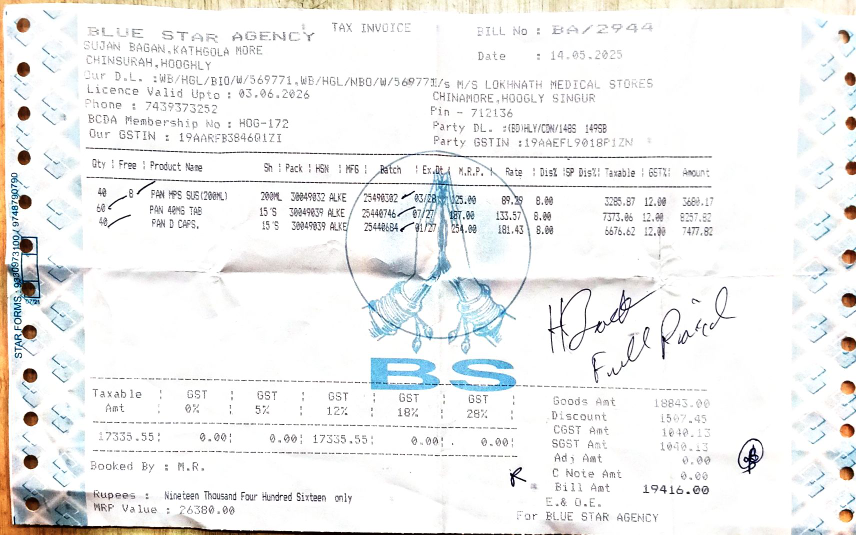 BLUE STAR AGENCY TAX INVOICE BILL No : BA/2944
SUJAN BAGAN,KATHGOLA MORE
CHINSURAH,HOOGHLY Date : 14.05.2025
Our D.L. :WB/HGL/BIO/W/569771,WB/HGL/NBO/W/569771 M/s M/S LOKHNATH MEDICAL STORES
Licence Valid Upto : 03.06.2026 CHINAMORE,HOOGLY SINGUR
Phone : 7439373252 Pin - 712136
BCDA Membership No : HOG-172 Party DL. :(BD)HLY/CDN/148S 149SB
Our GSTIN : 19AARFB3846Q1ZI Party GSTIN :19AAEFL9018P1ZN
Qty | Free | Product Name Sh | Pack | HSN | MFG | Batch | Ex.Dt. M.R.P. | Rate | Dis% |SP Dis%| Taxable | GST%| Amount
40 8 PAN MPS SUS(200ML) 200ML 30049032 ALKE 25490302 03/28 125.00 89.29 8.00 3285.87 12.00 3680.17
60 PAN 40MG TAB 15'S 30049039 ALKE 25440746 07/27 187.00 133.57 8.00 7373.06 12.00 8257.82
40 PAN D CAPS. 15'S 30049039 ALKE 25440684 01/27 254.00 181.43 8.00 6676.62 12.00 7477.82
STAR FORMS : 9330973100/ 9748790790
Full Paid
BS
Taxable | GST | GST | GST | GST | GST
Amt | 0% | 5% | 12% | 18% | 28%
17335.55| 0.00| 0.00| 17335.55| 0.00| 0.00|
Goods Amt 18843.00
Discount 1507.45
CGST Amt 1040.13
SGST Amt 1040.13
Adj Amt 0.00
C Note Amt 0.00
Bill Amt 19416.00
Booked By : M.R.
Rupees : Nineteen Thousand Four Hundred Sixteen only
MRP Value : 26380.00
E.& O.E.
For BLUE STAR AGENCY